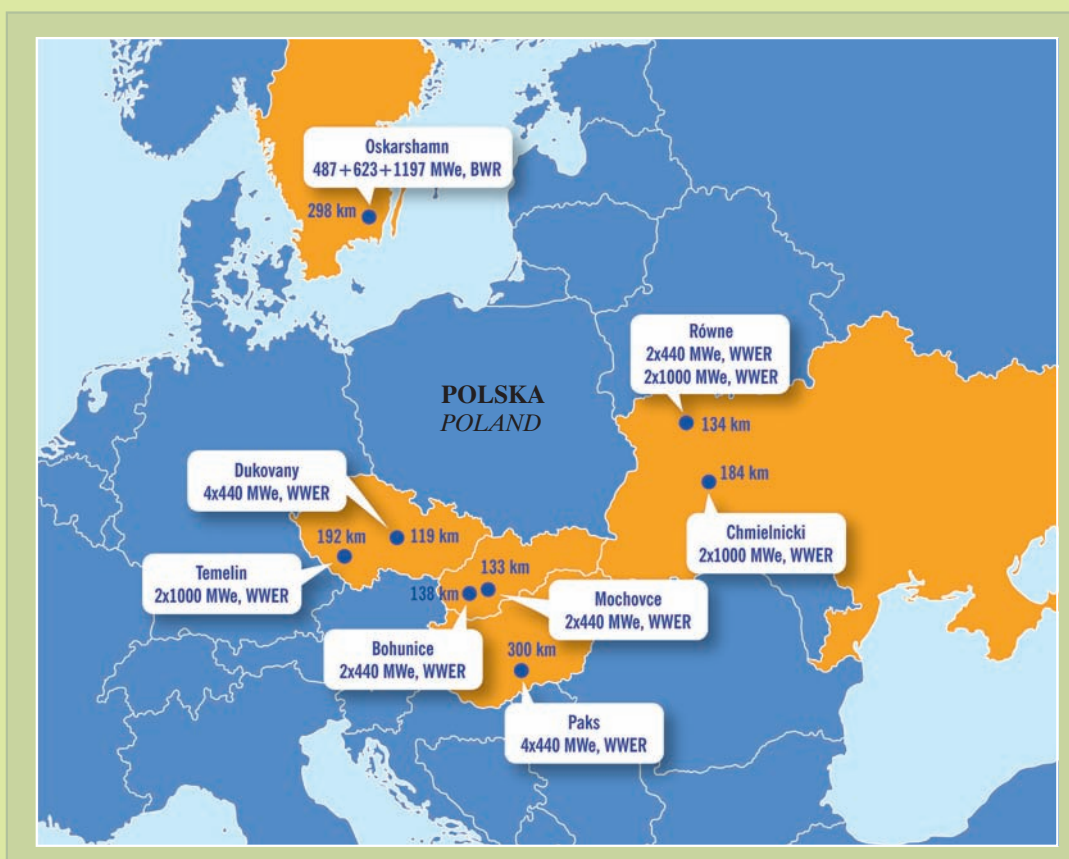 Oskarshamn
487+623+1197 MWe, BWR
298 km
Równe
2x440 MWe, WWER
2x1000 MWe, WWER
POLSKA
POLAND
134 km
184 km
Dukovany
4x440 MWe, WWER
Chmielnicki
2x1000 MWe, WWER
192 km
119 km
Temelin
2x1000 MWe, WWER
133 km
138 km
Mochovce
2x440 MWe, WWER
Bohunice
2x440 MWe, WWER
300 km
Paks
4x440 MWe, WWER